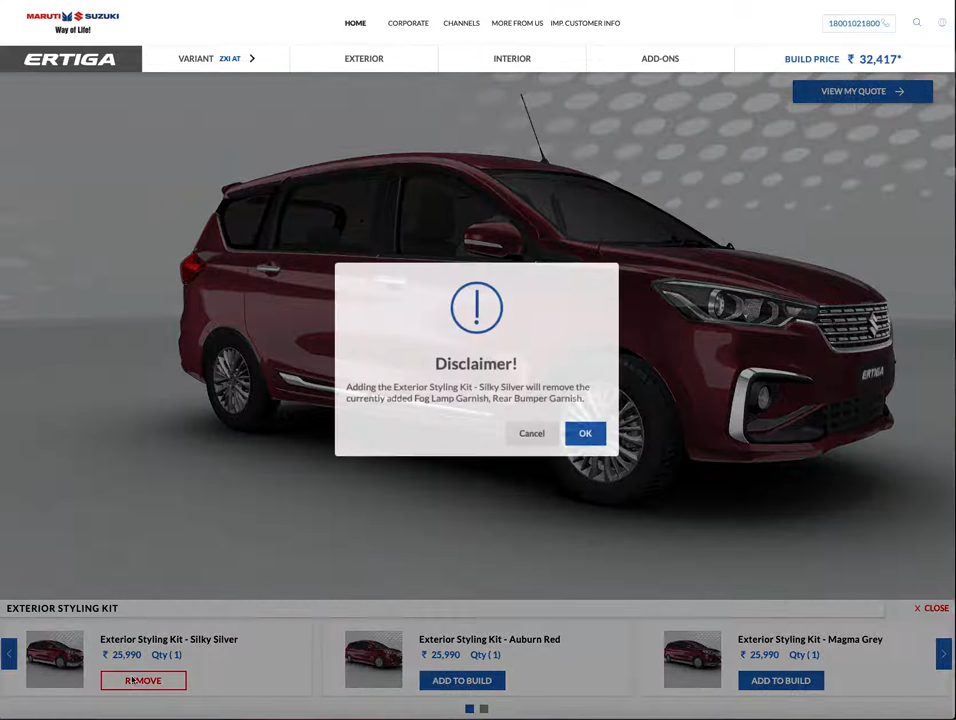 MARUTI SUZUKI
Way of Life!
HOME CORPORATE CHANNELS MORE FROM US IMP. CUSTOMER INFO
18001021800
ERTIGA VARIANT ZXI AT EXTERIOR INTERIOR ADD-ONS BUILD PRICE ₹ 32,417*
VIEW MY QUOTE
ERTIGA
Disclaimer!
Adding the Exterior Styling Kit - Silky Silver will remove the
currently added Fog Lamp Garnish, Rear Bumper Garnish.
Cancel OK
EXTERIOR STYLING KIT X CLOSE
Exterior Styling Kit - Silky Silver
₹ 25,990 Qty ( 1 )
REMOVE
Exterior Styling Kit - Auburn Red
₹ 25,990 Qty ( 1 )
ADD TO BUILD
Exterior Styling Kit - Magma Grey
₹ 25,990 Qty ( 1 )
ADD TO BUILD